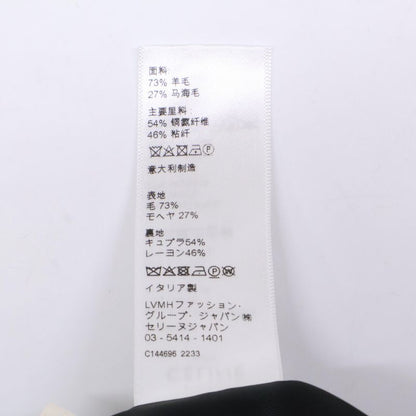 面料
73% 羊毛
27% 马海毛
主要里料
54% 铜氨纤维
46% 粘纤
意大利制造
表地
毛 73%
モヘヤ 27%
裏地
キュプラ54%
レーヨン46%
イタリア製
LVMHファッション・
グループ・ジャパン㈱
セリーヌジャパン
03 - 5414 - 1401
C144696 2233